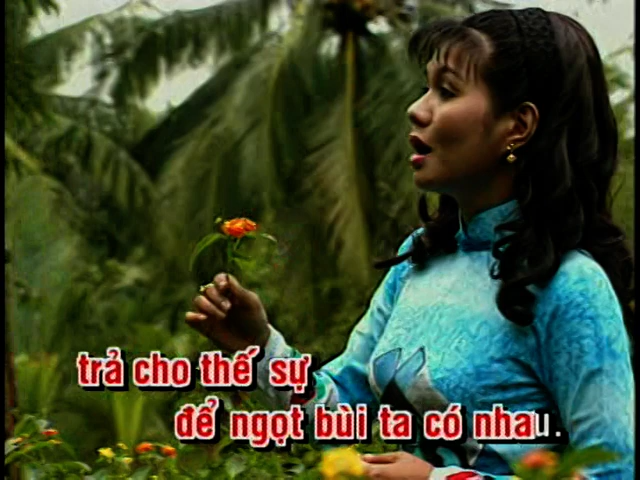 trả cho thế sự
để ngọt bùi ta có nhau.